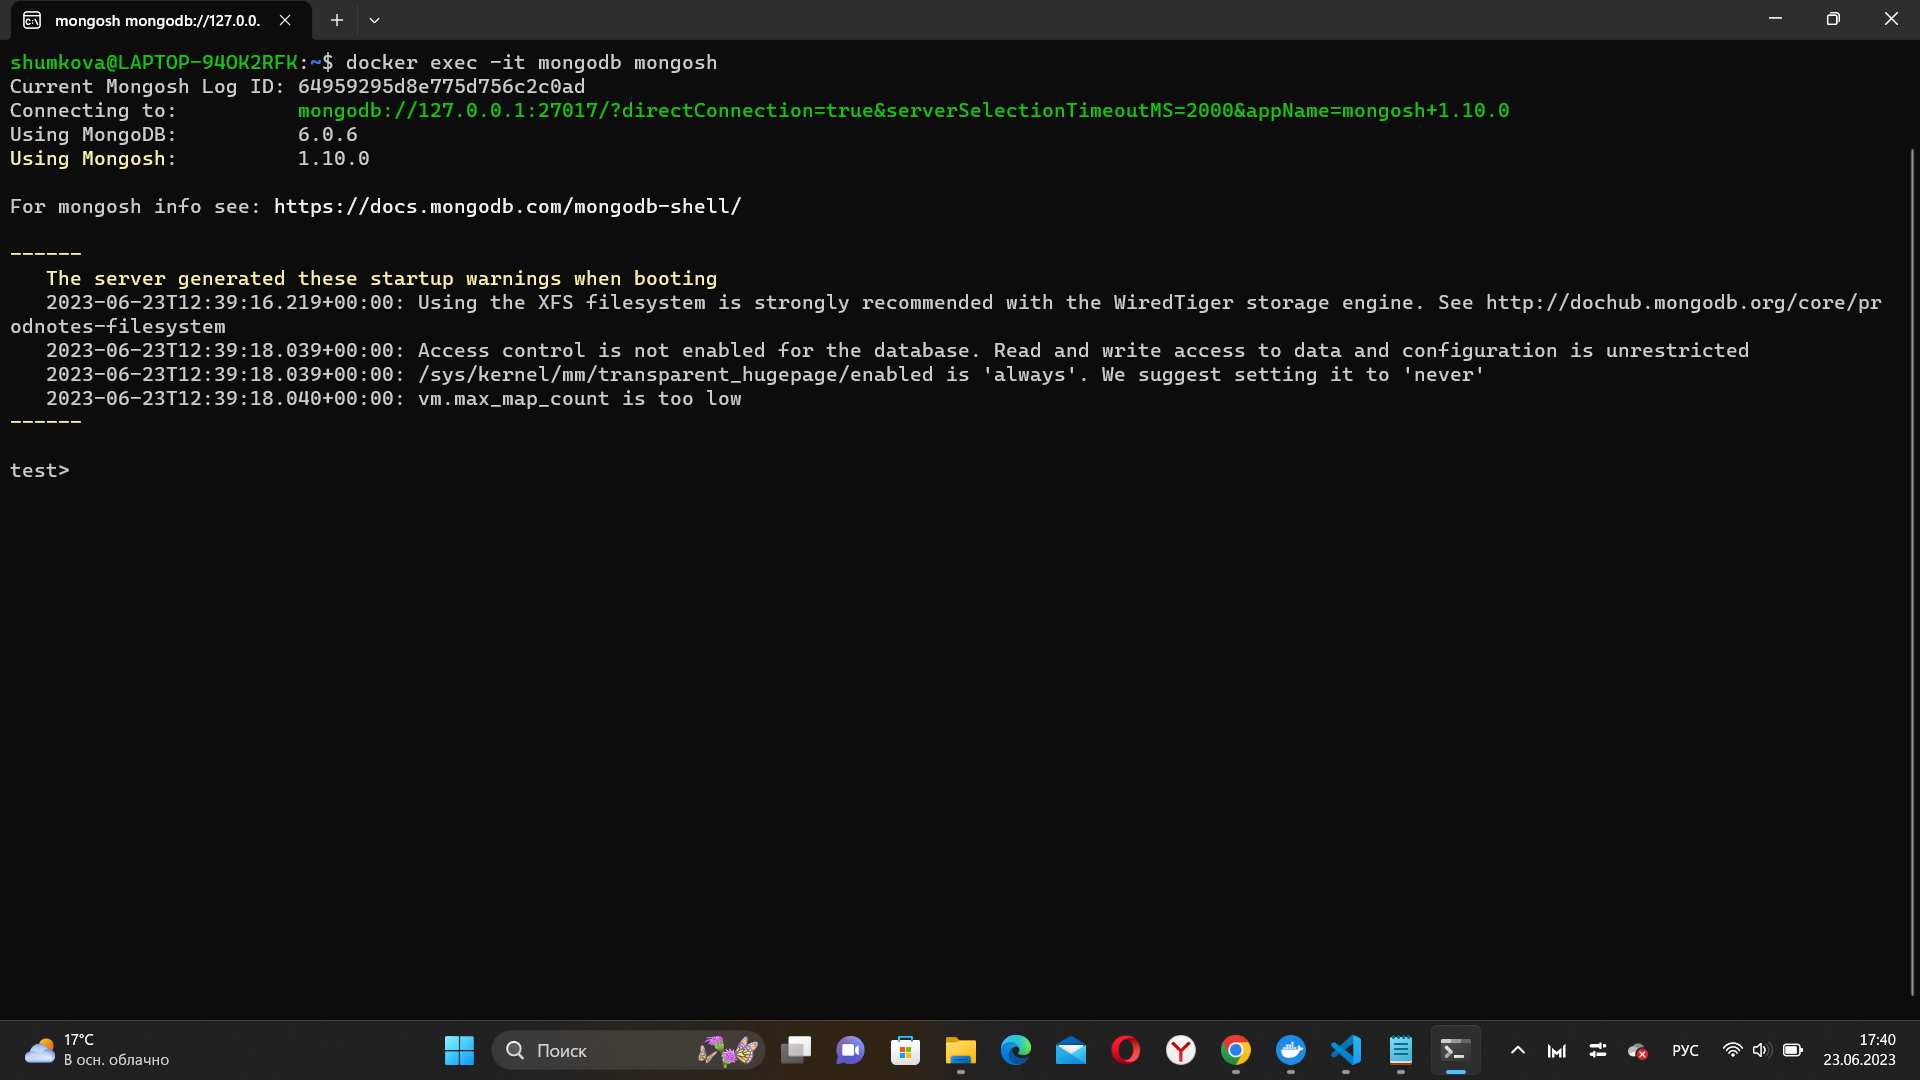 mongosh mongodb://127.0.0.
shumkova@LAPTOP-94OK2RFK:~$ docker exec -it mongodb mongosh
Current Mongosh Log ID: 64959295d8e775d756c2c0ad
Connecting to: mongodb://127.0.0.1:27017/?directConnection=true&serverSelectionTimeoutMS=2000&appName=mongosh+1.10.0
Using MongoDB: 6.0.6
Using Mongosh: 1.10.0
For mongosh info see: https://docs.mongodb.com/mongodb-shell/
------
The server generated these startup warnings when booting
2023-06-23T12:39:16.219+00:00: Using the XFS filesystem is strongly recommended with the WiredTiger storage engine. See http://dochub.mongodb.org/core/pr
odnotes-filesystem
2023-06-23T12:39:18.039+00:00: Access control is not enabled for the database. Read and write access to data and configuration is unrestricted
2023-06-23T12:39:18.039+00:00: /sys/kernel/mm/transparent_hugepage/enabled is 'always'. We suggest setting it to 'never'
2023-06-23T12:39:18.040+00:00: vm.max_map_count is too low
------
test>
17°C
В осн. облачно
Поиск
РУС
17:40
23.06.2023